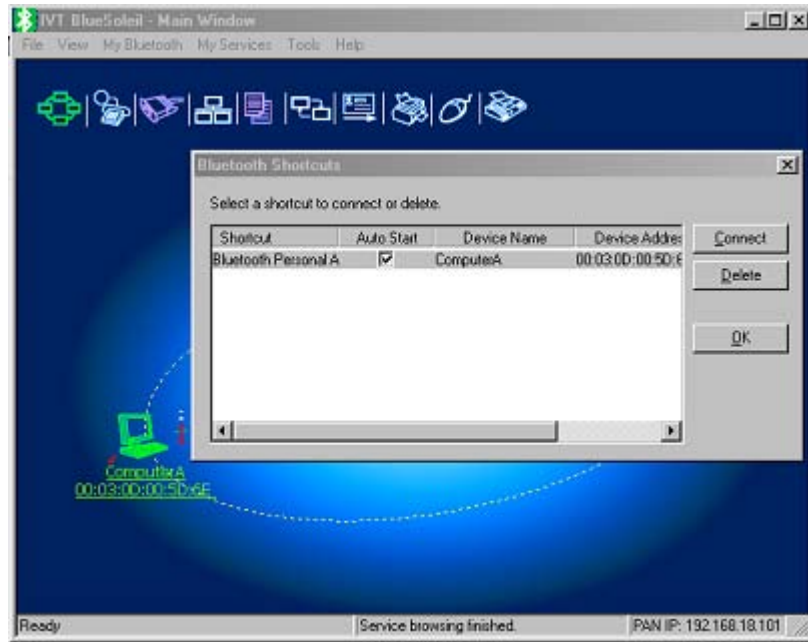 IVT BlueSoleil - Main Window
File View My Bluetooth My Services Tools Help
Bluetooth Shortcuts
Select a shortcut to connect or delete.
Shortcut Auto Start Device Name Device Addre
Bluetooth Personal A ComputerA 00:03:0D:00:5D:6
Connect
Delete
OK
ComputerA
00:03:0D:00:5D:6E
Ready Service browsing finished. PAN IP: 192.168.18.101